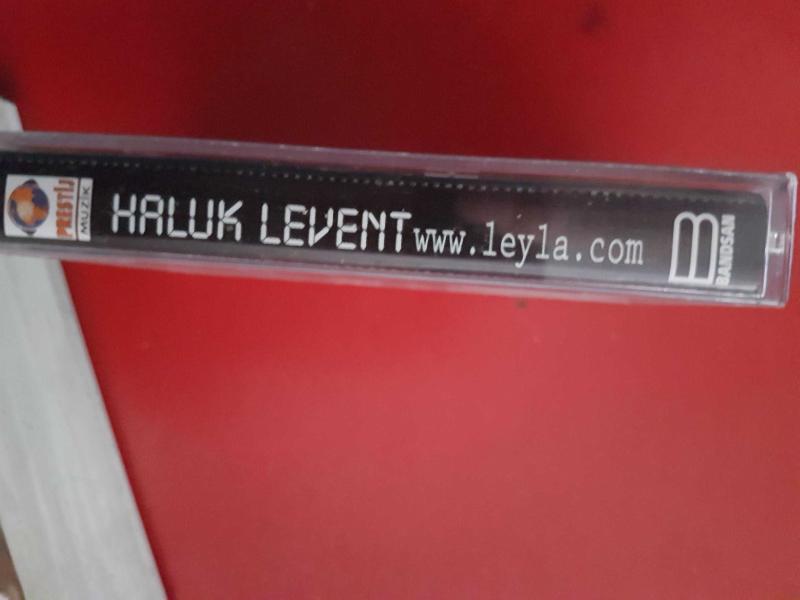 PRESTİJ
MÜZİK
HALUK LEVENT www.leyla.com
BANDSAN